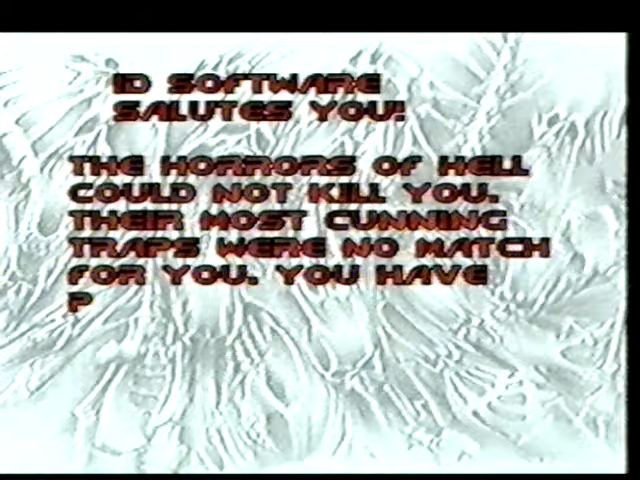 ID SOFTWARE
SALUTES YOU!
THE HORRORS OF HELL
COULD NOT KILL YOU.
THEIR MOST CUNNING
TRAPS WERE NO MATCH
FOR YOU. YOU HAVE
P